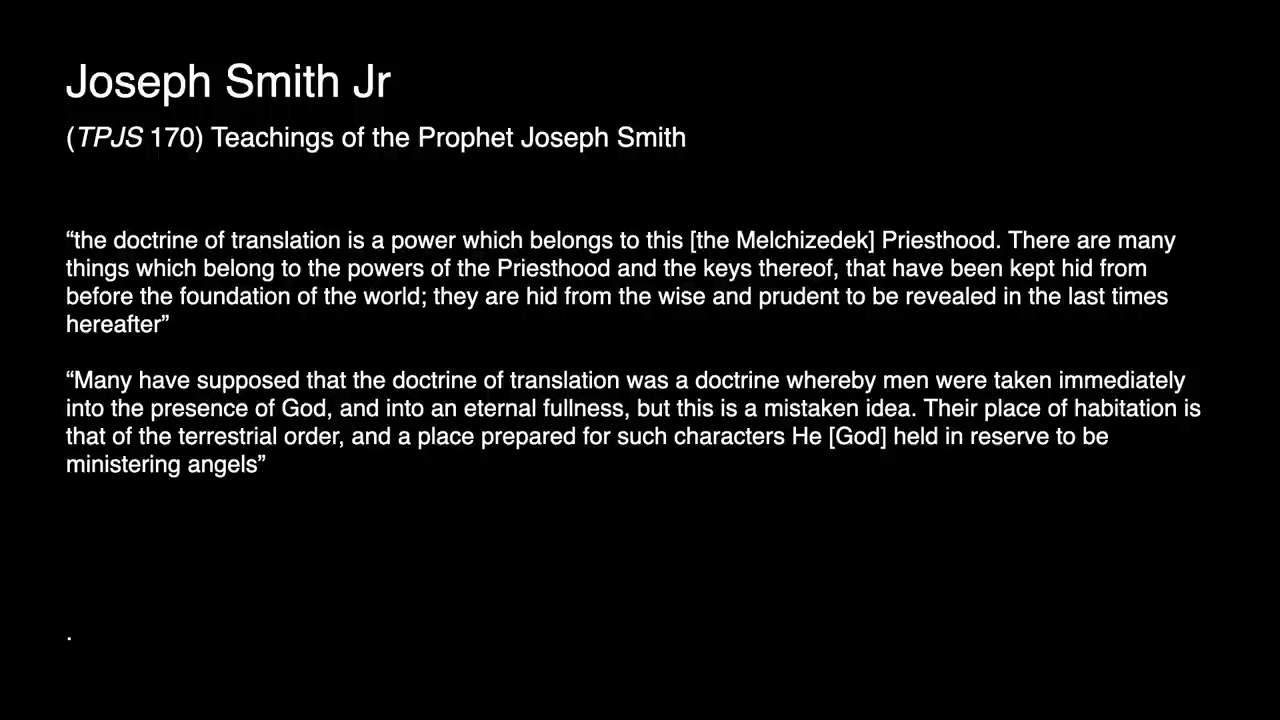 Joseph Smith Jr
(TPJS 170) Teachings of the Prophet Joseph Smith
“the doctrine of translation is a power which belongs to this [the Melchizedek] Priesthood. There are many
things which belong to the powers of the Priesthood and the keys thereof, that have been kept hid from
before the foundation of the world; they are hid from the wise and prudent to be revealed in the last times
hereafter”
“Many have supposed that the doctrine of translation was a doctrine whereby men were taken immediately
into the presence of God, and into an eternal fullness, but this is a mistaken idea. Their place of habitation is
that of the terrestrial order, and a place prepared for such characters He [God] held in reserve to be
ministering angels”
.